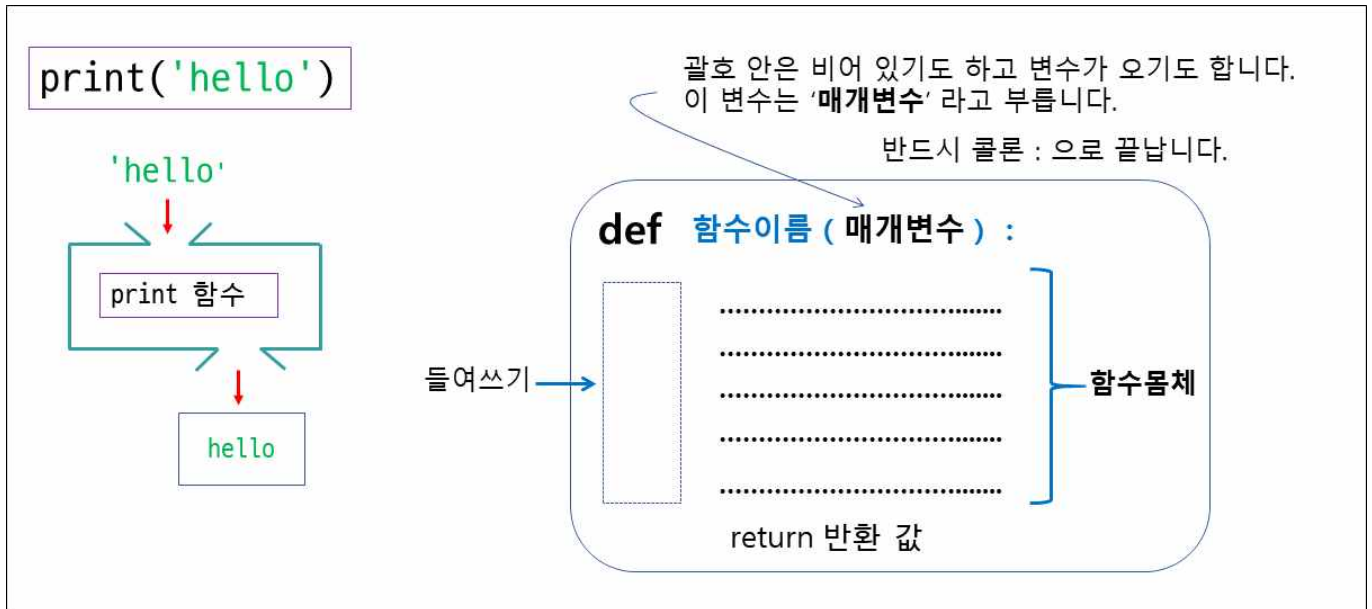 print('hello')
'hello'
print 함수
hello
괄호 안은 비어 있기도 하고 변수가 오기도 합니다.
이 변수는 ‘매개변수’ 라고 부릅니다.
반드시 콜론 : 으로 끝납니다.
def 함수이름 ( 매개변수 ) :
들여쓰기
................................
................................
................................
................................
................................
함수몸체
return 반환 값